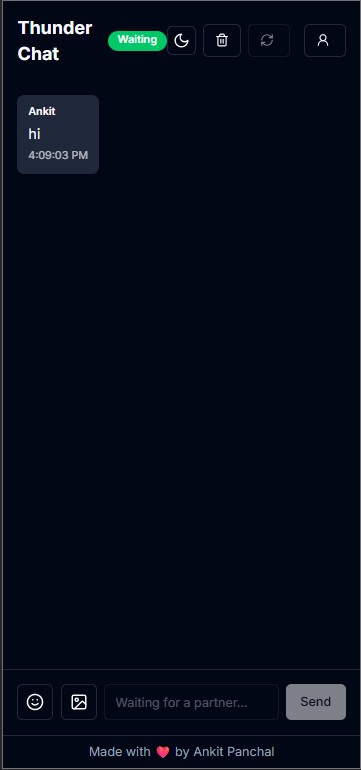 Thunder
Chat
Waiting
Ankit
hi
4:09:03 PM
Waiting for a partner...
Send
Made with ❤️ by Ankit Panchal